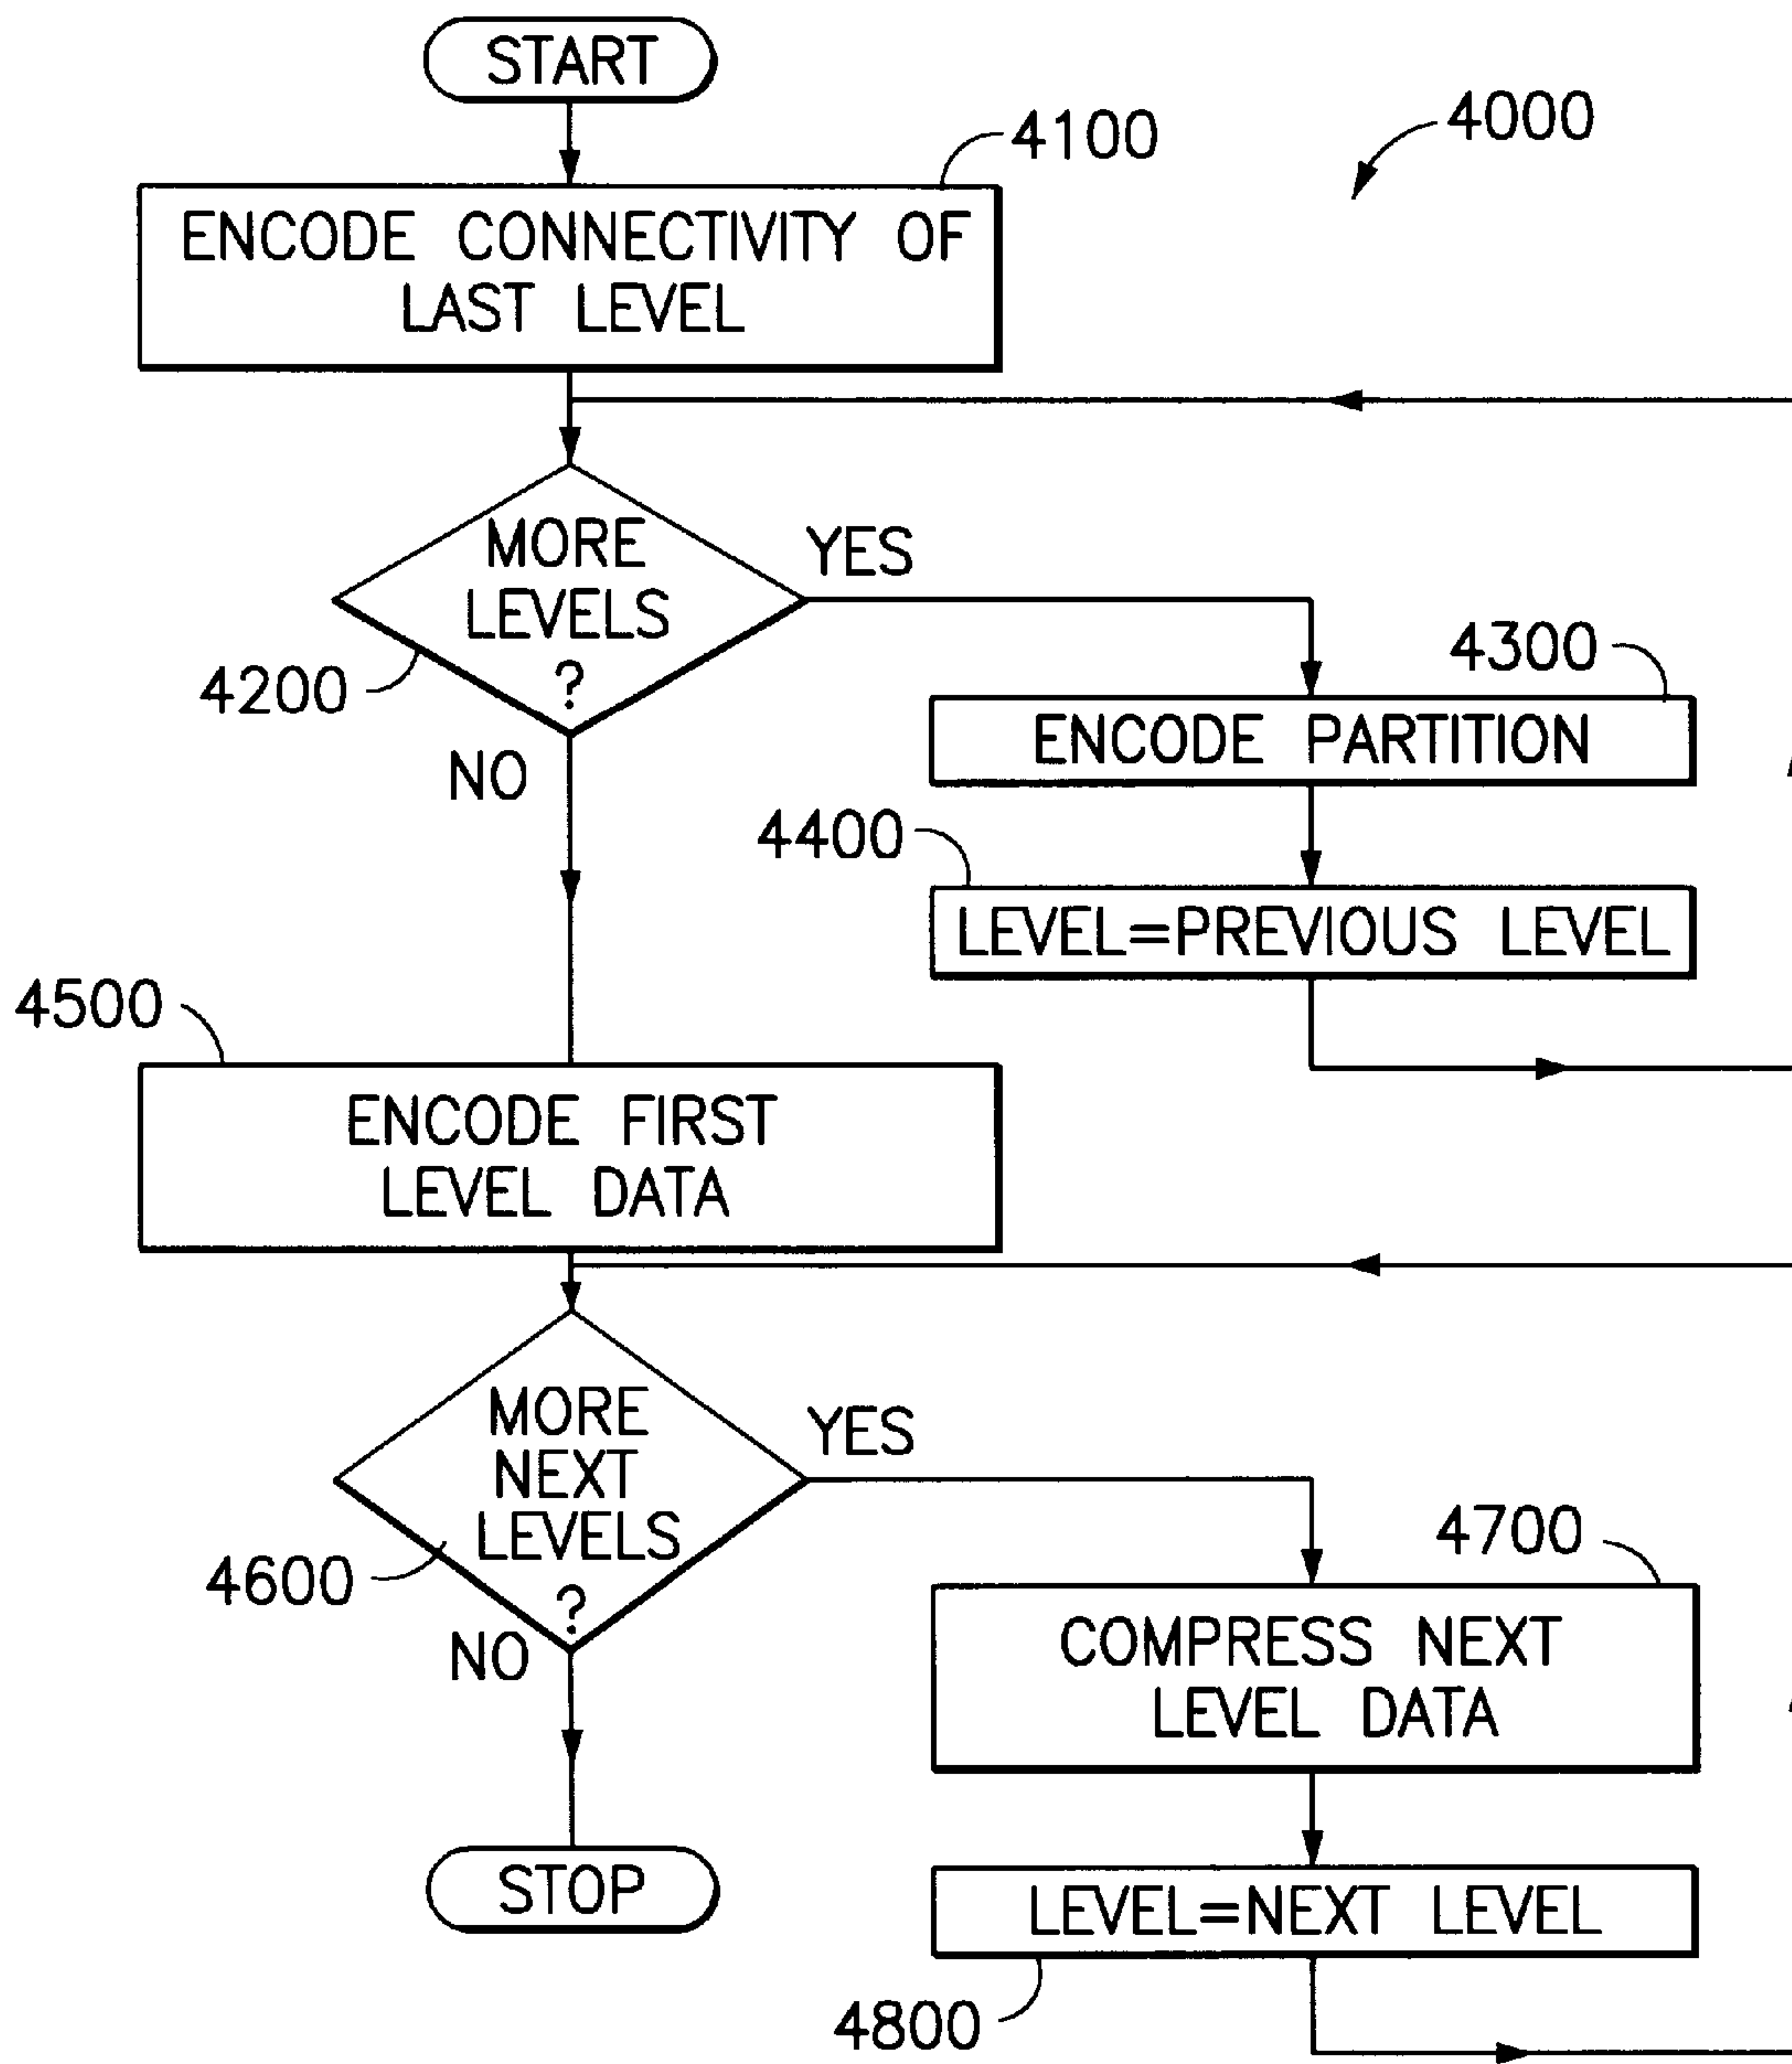 START
4100
4000
ENCODE CONNECTIVITY OF
LAST LEVEL
MORE
LEVELS
?
YES
4200
NO
4300
ENCODE PARTITION
4400
LEVEL=PREVIOUS LEVEL
4500
ENCODE FIRST
LEVEL DATA
MORE
NEXT
LEVELS
?
YES
4600
NO
4700
COMPRESS NEXT
LEVEL DATA
STOP
LEVEL=NEXT LEVEL
4800